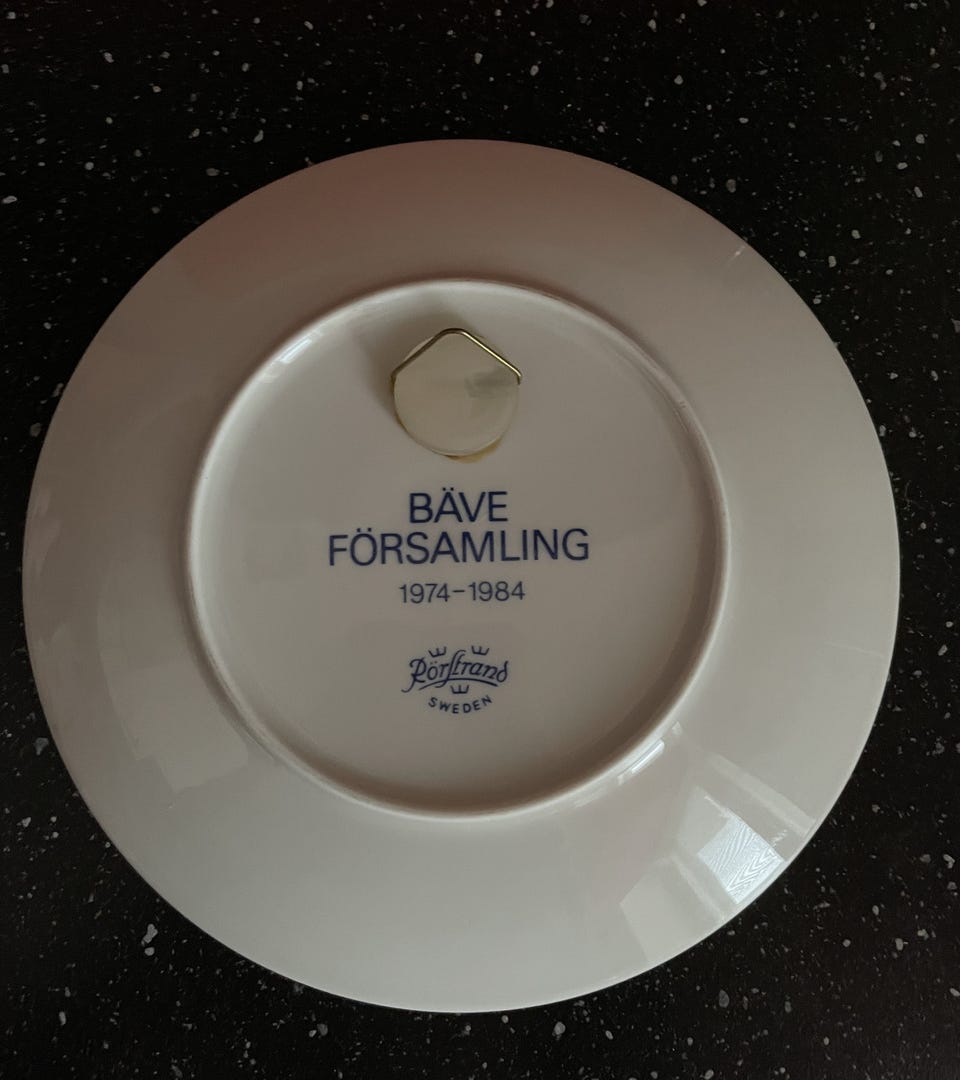 BÄVE
FÖRSAMLING
1974-1984
Rörstrand
SWEDEN